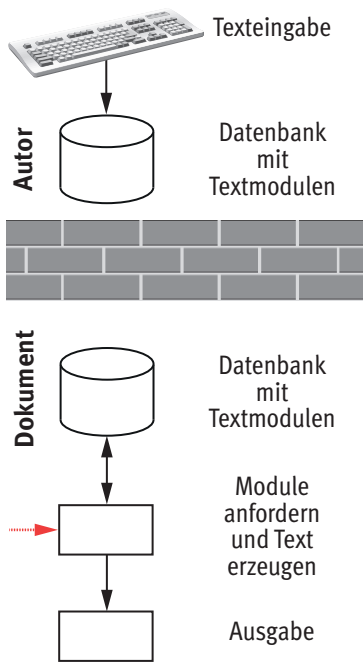 Texteingabe
Autor
Datenbank
mit
Textmodulen
Dokument
Datenbank
mit
Textmodulen
Module
anfordern
und Text
erzeugen
Ausgabe